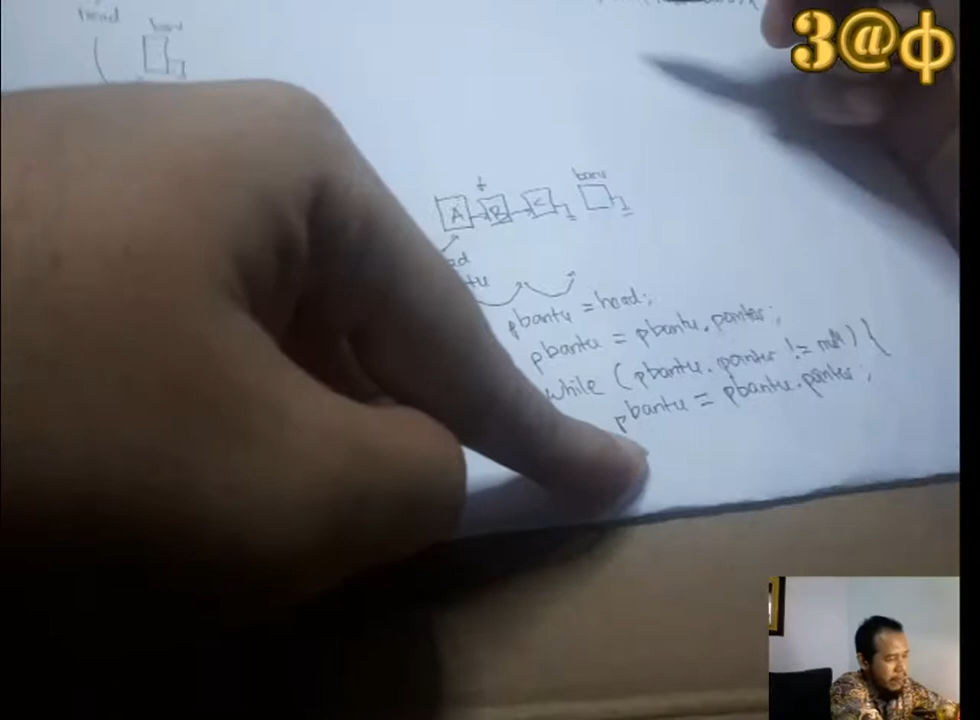 head
baru
3@ф
baru
A B C
pbantu = head;
pbantu = pbantu.pointer;
while (pbantu.pointer != null) {
pbantu = pbantu.pointer;